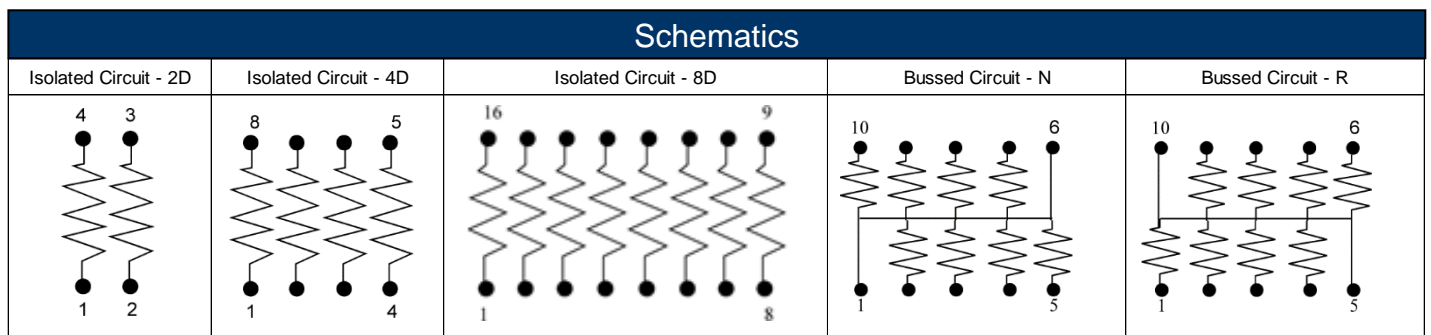 Schematics
Isolated Circuit - 2D
Isolated Circuit - 4D
Isolated Circuit - 8D
Bussed Circuit - N
Bussed Circuit - R
4 3
1 2
8 5
1 4
16 9
1 8
10 6
1 5
10 6
1 5